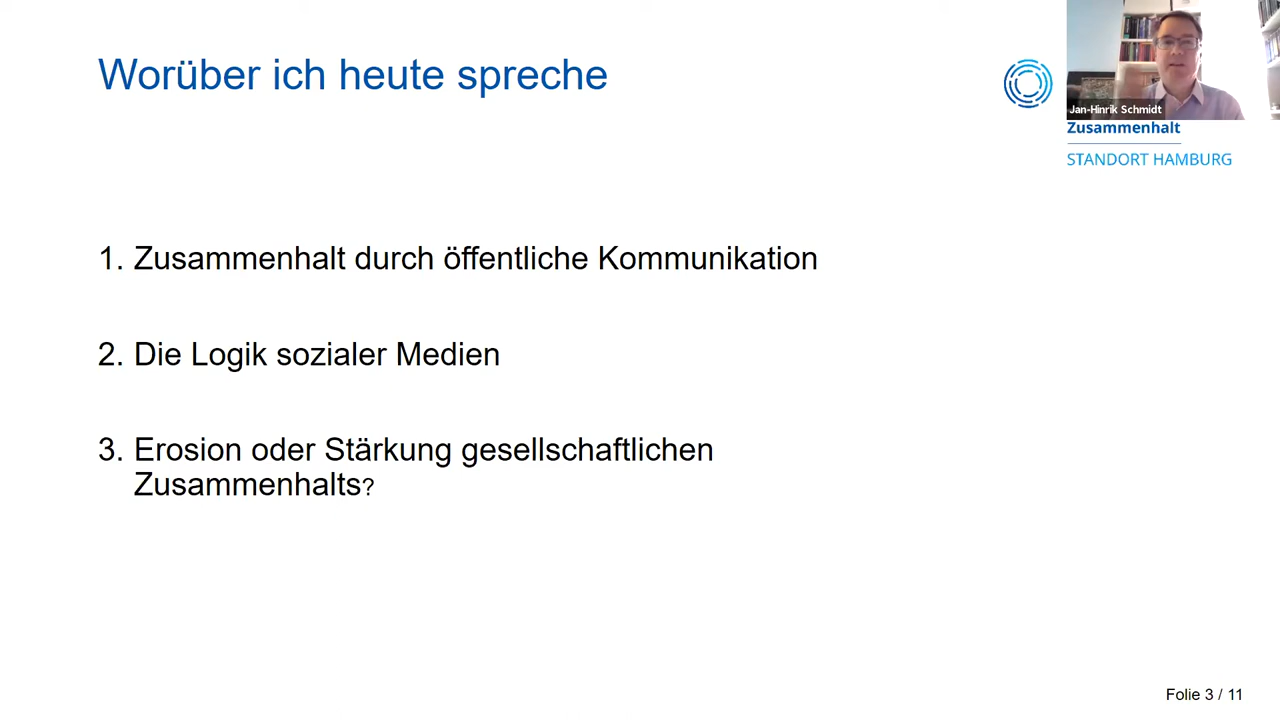 Worüber ich heute spreche
Jan-Hinrik Schmidt
Zusammenhalt
STANDORT HAMBURG
1. Zusammenhalt durch öffentliche Kommunikation
2. Die Logik sozialer Medien
3. Erosion oder Stärkung gesellschaftlichen
Zusammenhalts?
Folie 3 / 11